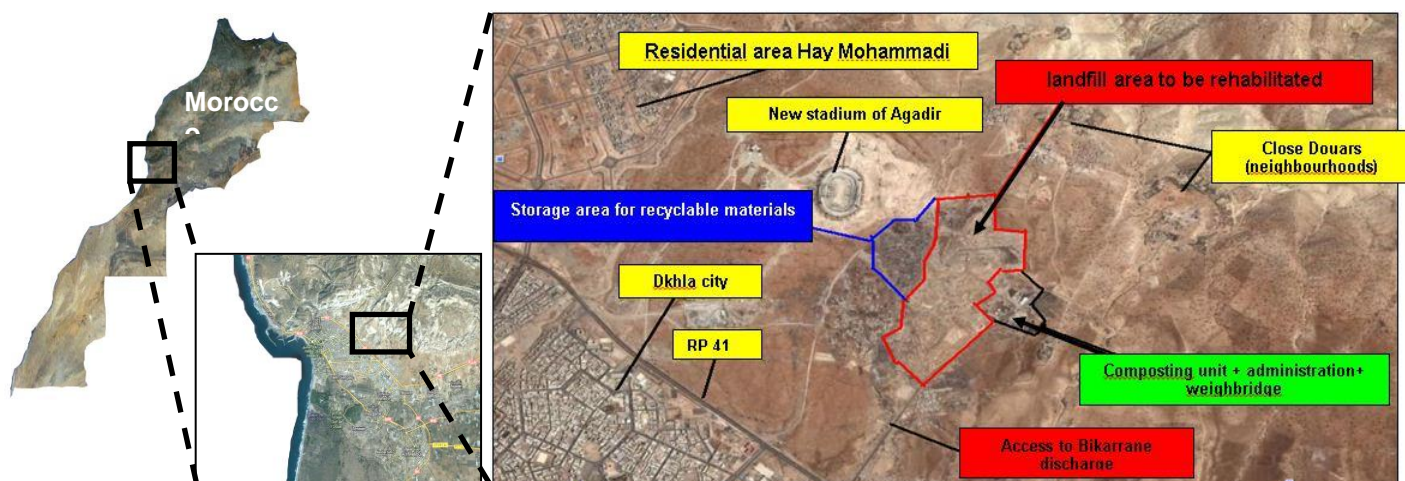 Morocc
o
Residential area Hay Mohammadi
landfill area to be rehabilitated
New stadium of Agadir
Close Douars
(neighbourhoods)
Storage area for recyclable materials
Dkhla city
RP 41
Composting unit + administration+
weighbridge
Access to Bikarrane
discharge